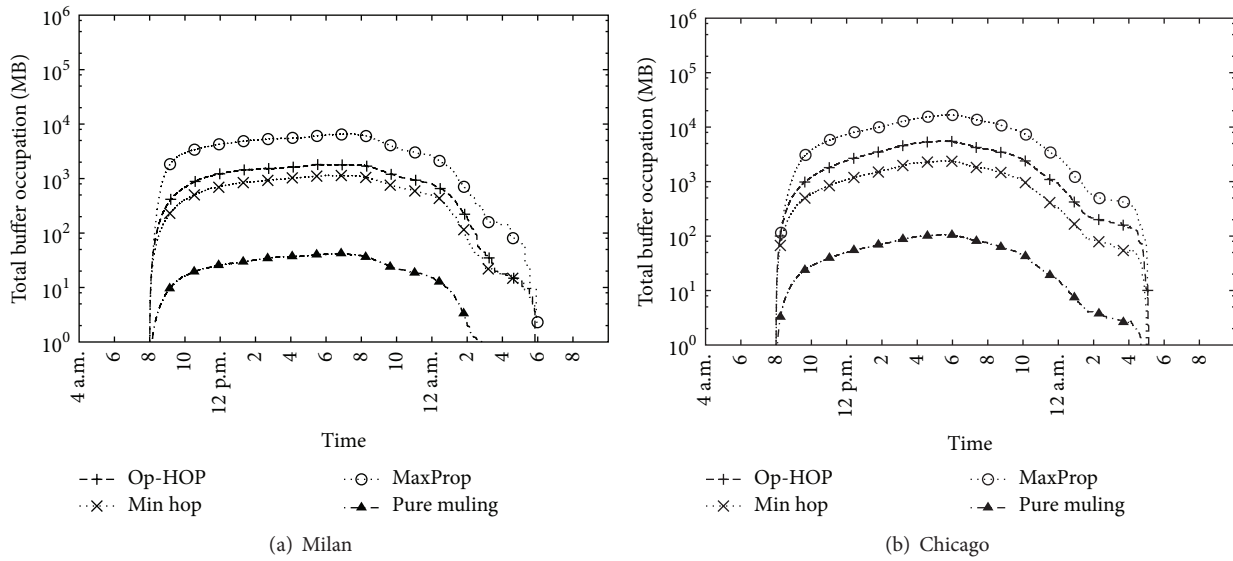 Total buffer occupation (MB)
10^6
10^5
10^4
10^3
10^2
10^1
10^0
4 a.m.
6
8
10
12 p.m.
2
4
6
8
10
12 a.m.
2
4
6
8
Time
Op-HOP
MaxProp
Min hop
Pure muling
(a) Milan
Total buffer occupation (MB)
10^6
10^5
10^4
10^3
10^2
10^1
10^0
4 a.m.
6
8
10
12 p.m.
2
4
6
8
10
12 a.m.
2
4
6
8
Time
Op-HOP
MaxProp
Min hop
Pure muling
(b) Chicago